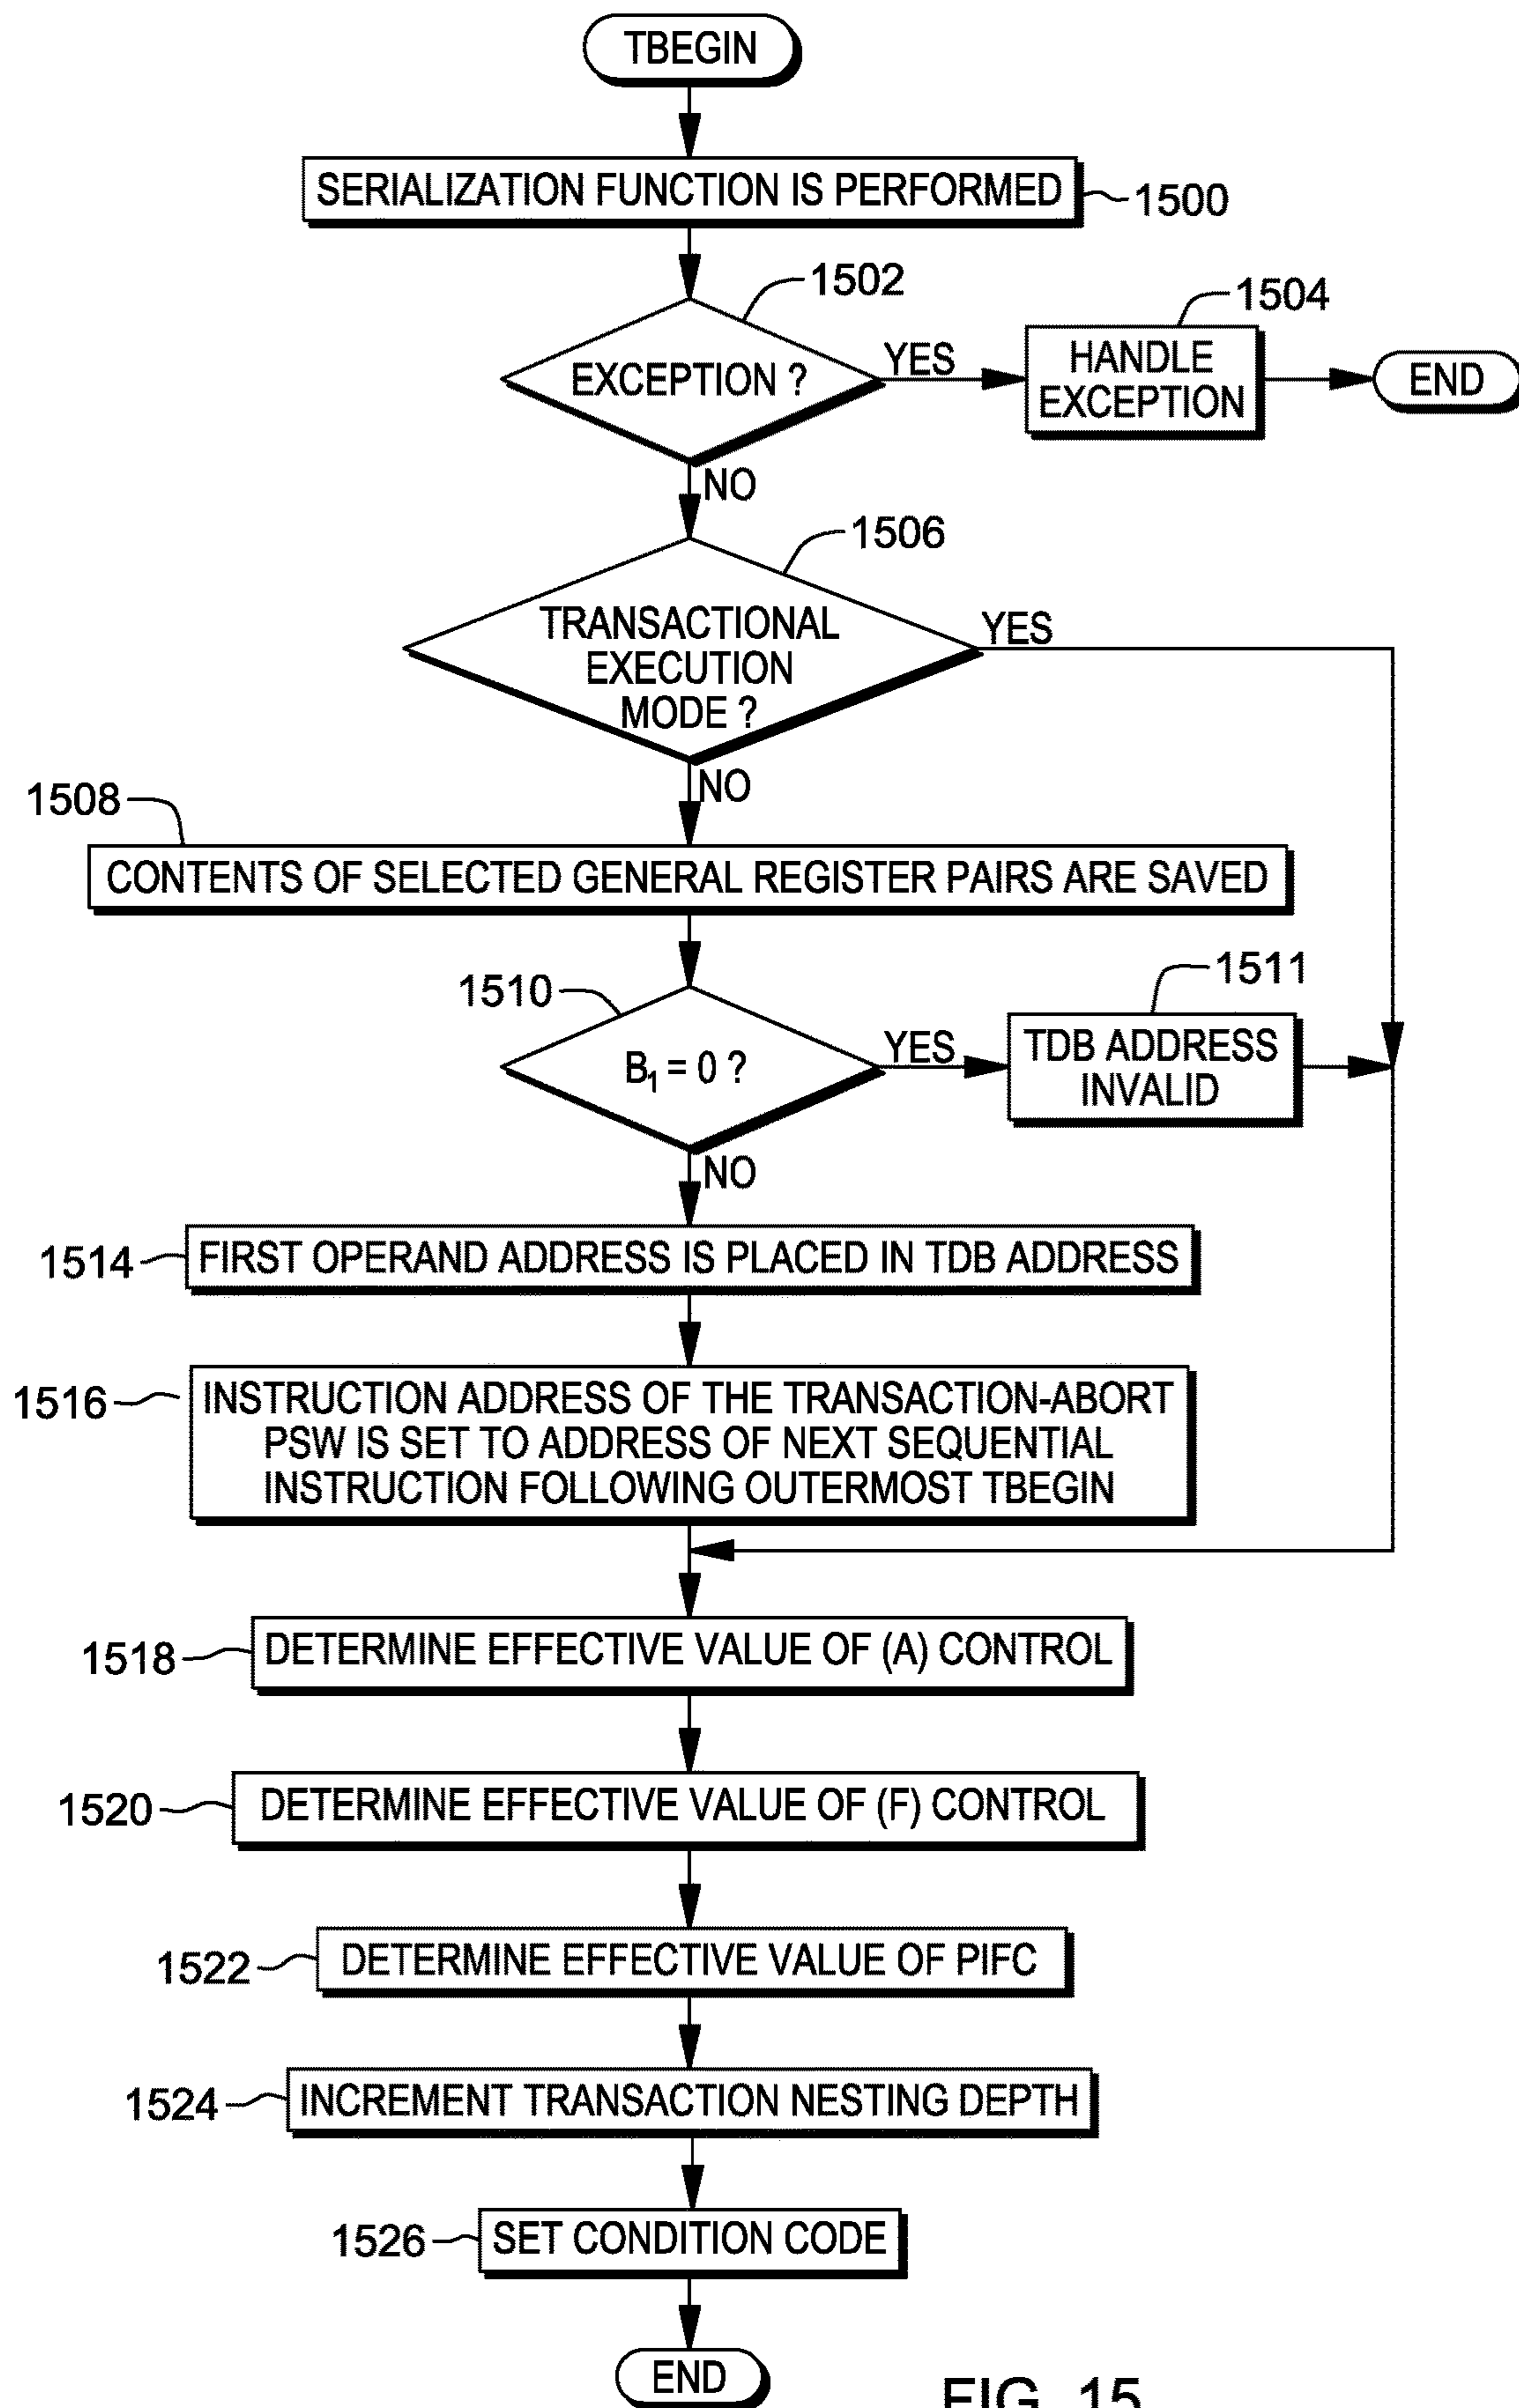 TBEGIN
SERIALIZATION FUNCTION IS PERFORMED
1500
1502
1504
EXCEPTION ?
YES
HANDLE
EXCEPTION
END
NO
1506
TRANSACTIONAL
EXECUTION
MODE ?
YES
NO
1508
CONTENTS OF SELECTED GENERAL REGISTER PAIRS ARE SAVED
1510
1511
B1 = 0 ?
YES
TDB ADDRESS
INVALID
NO
1514
FIRST OPERAND ADDRESS IS PLACED IN TDB ADDRESS
1516
INSTRUCTION ADDRESS OF THE TRANSACTION-ABORT
PSW IS SET TO ADDRESS OF NEXT SEQUENTIAL
INSTRUCTION FOLLOWING OUTERMOST TBEGIN
1518
DETERMINE EFFECTIVE VALUE OF (A) CONTROL
1520
DETERMINE EFFECTIVE VALUE OF (F) CONTROL
1522
DETERMINE EFFECTIVE VALUE OF PIFC
1524
INCREMENT TRANSACTION NESTING DEPTH
1526
SET CONDITION CODE
END
FIG. 15